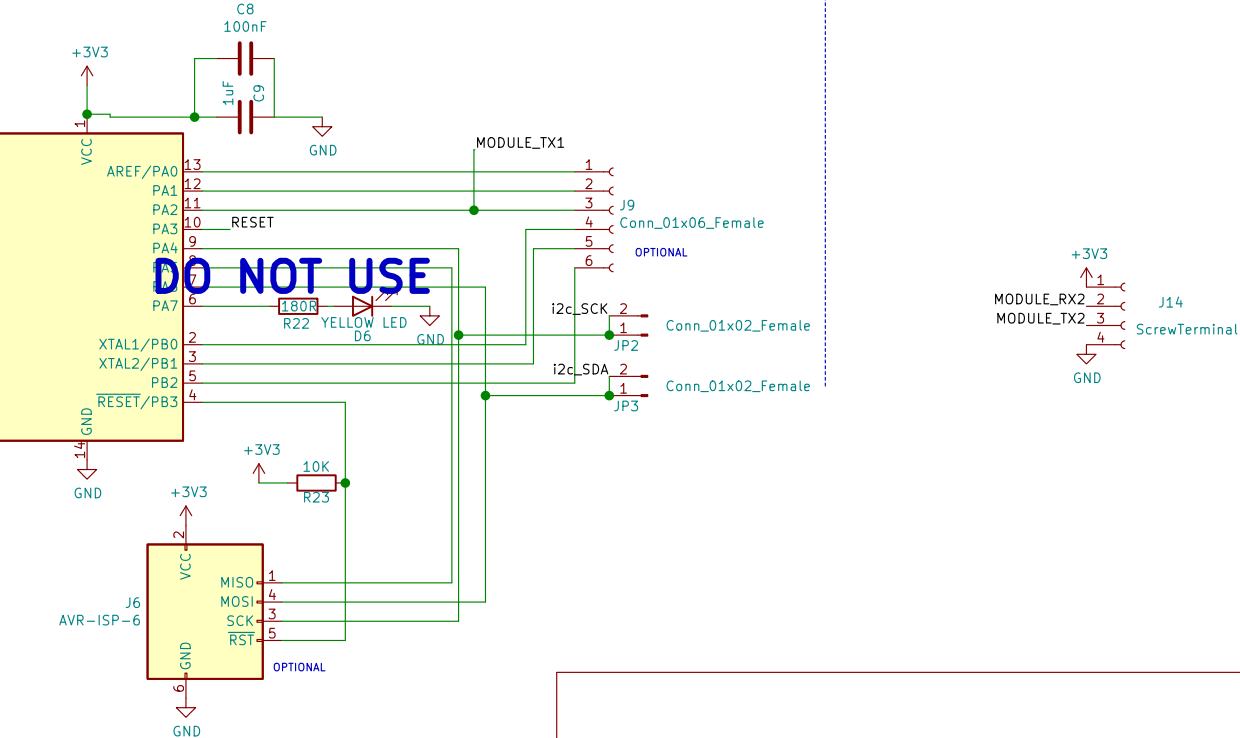 C8
100nF
+3V3
1uF
C9
GND
1
VCC
MODULE_TX1
AREF/PA0 13
PA1 12
PA2 11
PA3 10 RESET
PA4 9
DO NOT USE
PA7 6
180R
R22
YELLOW LED
D6
GND
XTAL1/PB0 2
XTAL2/PB1 3
PB2 5
RESET/PB3 4
GND
14
GND
1
2
3
4
5
6
J9
Conn_01x06_Female
OPTIONAL
i2c_SCK 2
1
JP2
Conn_01x02_Female
i2c_SDA 2
1
JP3
Conn_01x02_Female
+3V3
1
MODULE_RX2 2
MODULE_TX2 3
4
GND
J14
ScrewTerminal
+3V3
10K
R23
+3V3
2
VCC
J6
AVR-ISP-6
MISO 1
MOSI 4
SCK 3
RST 5
GND
6
OPTIONAL
GND